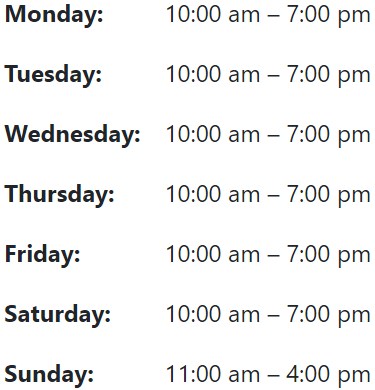 Monday: 10:00 am – 7:00 pm
Tuesday: 10:00 am – 7:00 pm
Wednesday: 10:00 am – 7:00 pm
Thursday: 10:00 am – 7:00 pm
Friday: 10:00 am – 7:00 pm
Saturday: 10:00 am – 7:00 pm
Sunday: 11:00 am – 4:00 pm